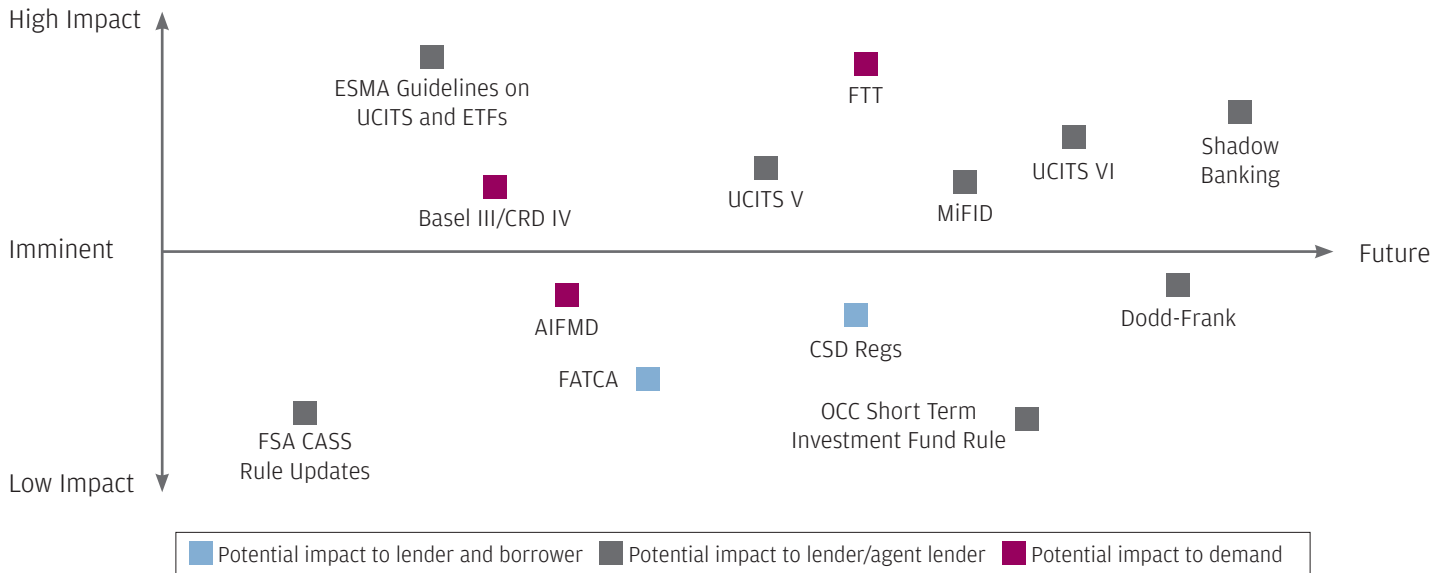 High Impact
ESMA Guidelines on
UCITS and ETFs
FTT
Shadow
Banking
UCITS VI
UCITS V
MiFID
Basel III/CRD IV
Imminent
Future
AIFMD
CSD Regs
Dodd-Frank
FATCA
OCC Short Term
Investment Fund Rule
FSA CASS
Rule Updates
Low Impact
Potential impact to lender and borrower
Potential impact to lender/agent lender
Potential impact to demand